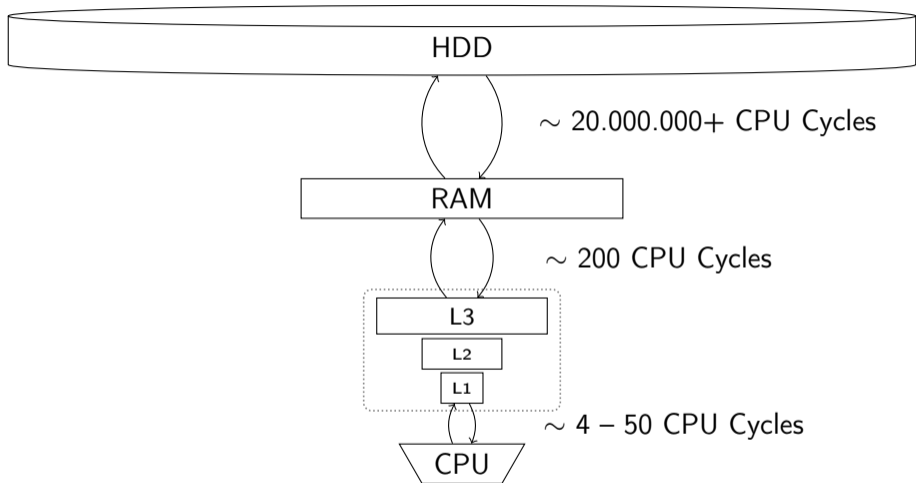 HDD
∼ 20.000.000+ CPU Cycles
RAM
∼ 200 CPU Cycles
L3
L2
L1
∼ 4 – 50 CPU Cycles
CPU